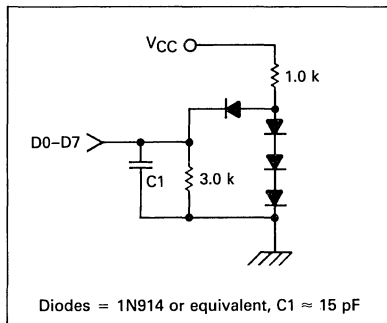 VCC
1.0 k
D0–D7
C1
3.0 k
Diodes = 1N914 or equivalent, C1 ≈ 15 pF